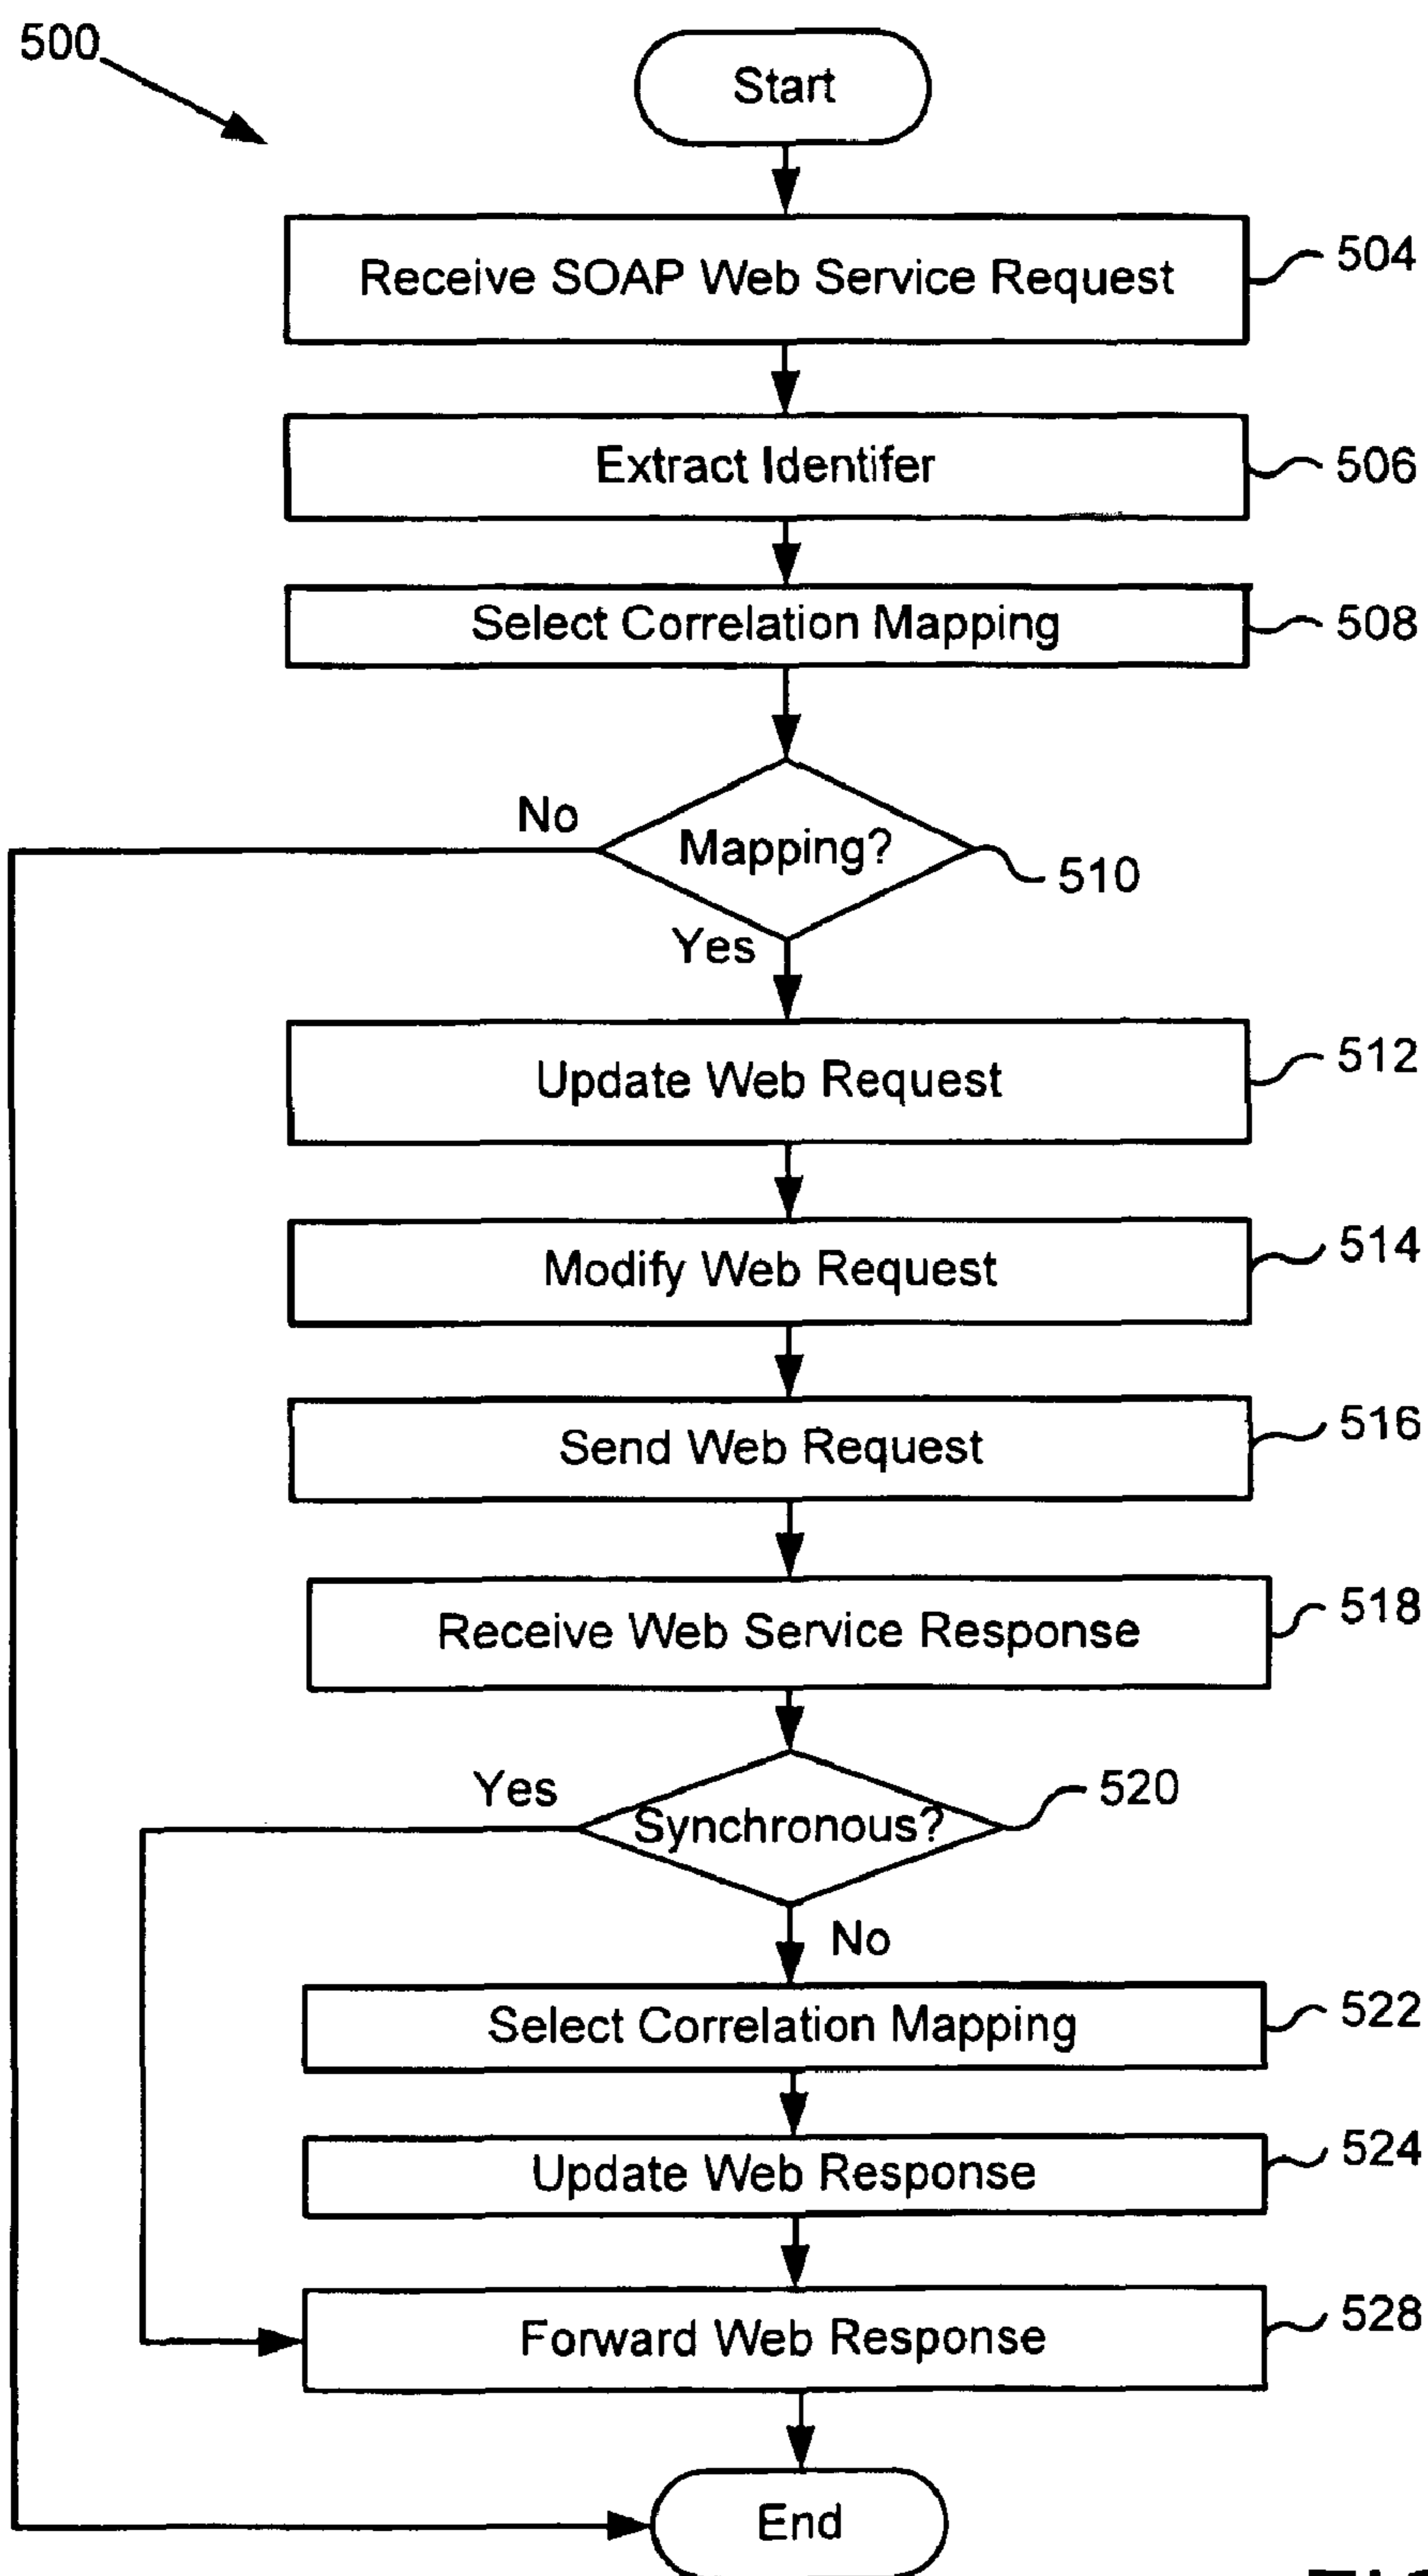 500
Start
Receive SOAP Web Service Request
504
Extract Identifer
506
Select Correlation Mapping
508
No
Mapping?
510
Yes
Update Web Request
512
Modify Web Request
514
Send Web Request
516
Receive Web Service Response
518
Yes
Synchronous?
520
No
Select Correlation Mapping
522
Update Web Response
524
Forward Web Response
528
End